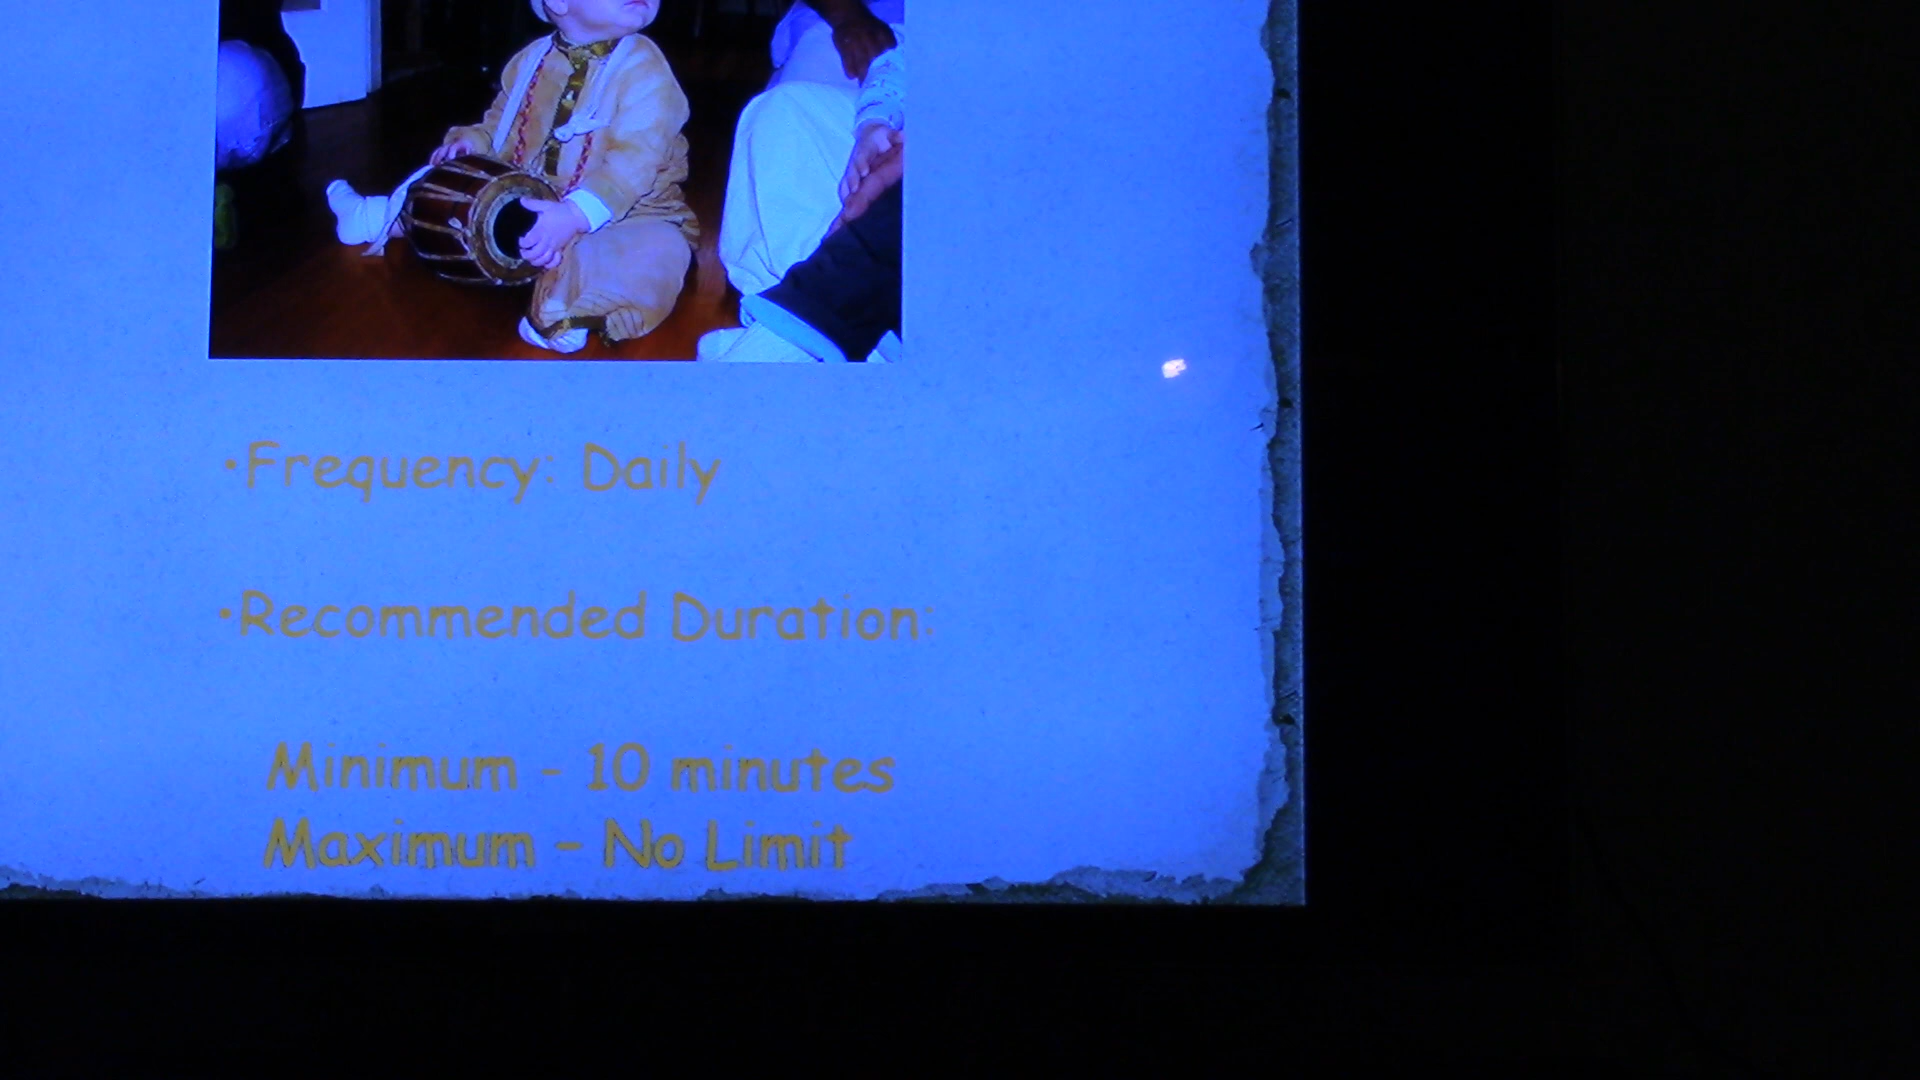 •Frequency: Daily
•Recommended Duration:
Minimum - 10 minutes
Maximum - No Limit